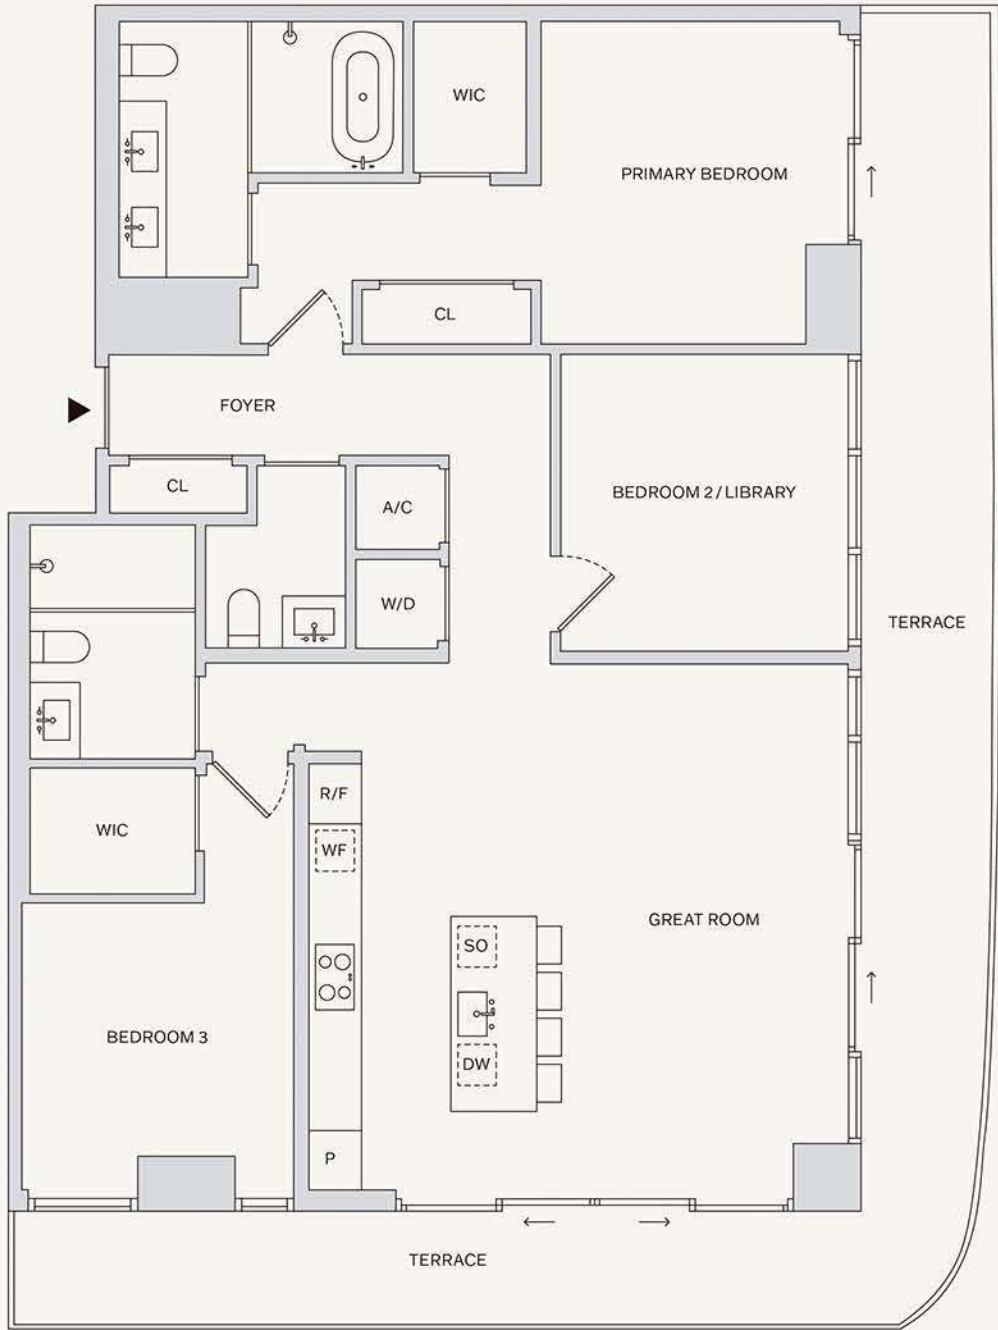 WIC
PRIMARY BEDROOM
CL
FOYER
CL
A/C
BEDROOM 2 / LIBRARY
W/D
TERRACE
R/F
WIC
WF
GREAT ROOM
SO
BEDROOM 3
DW
P
TERRACE